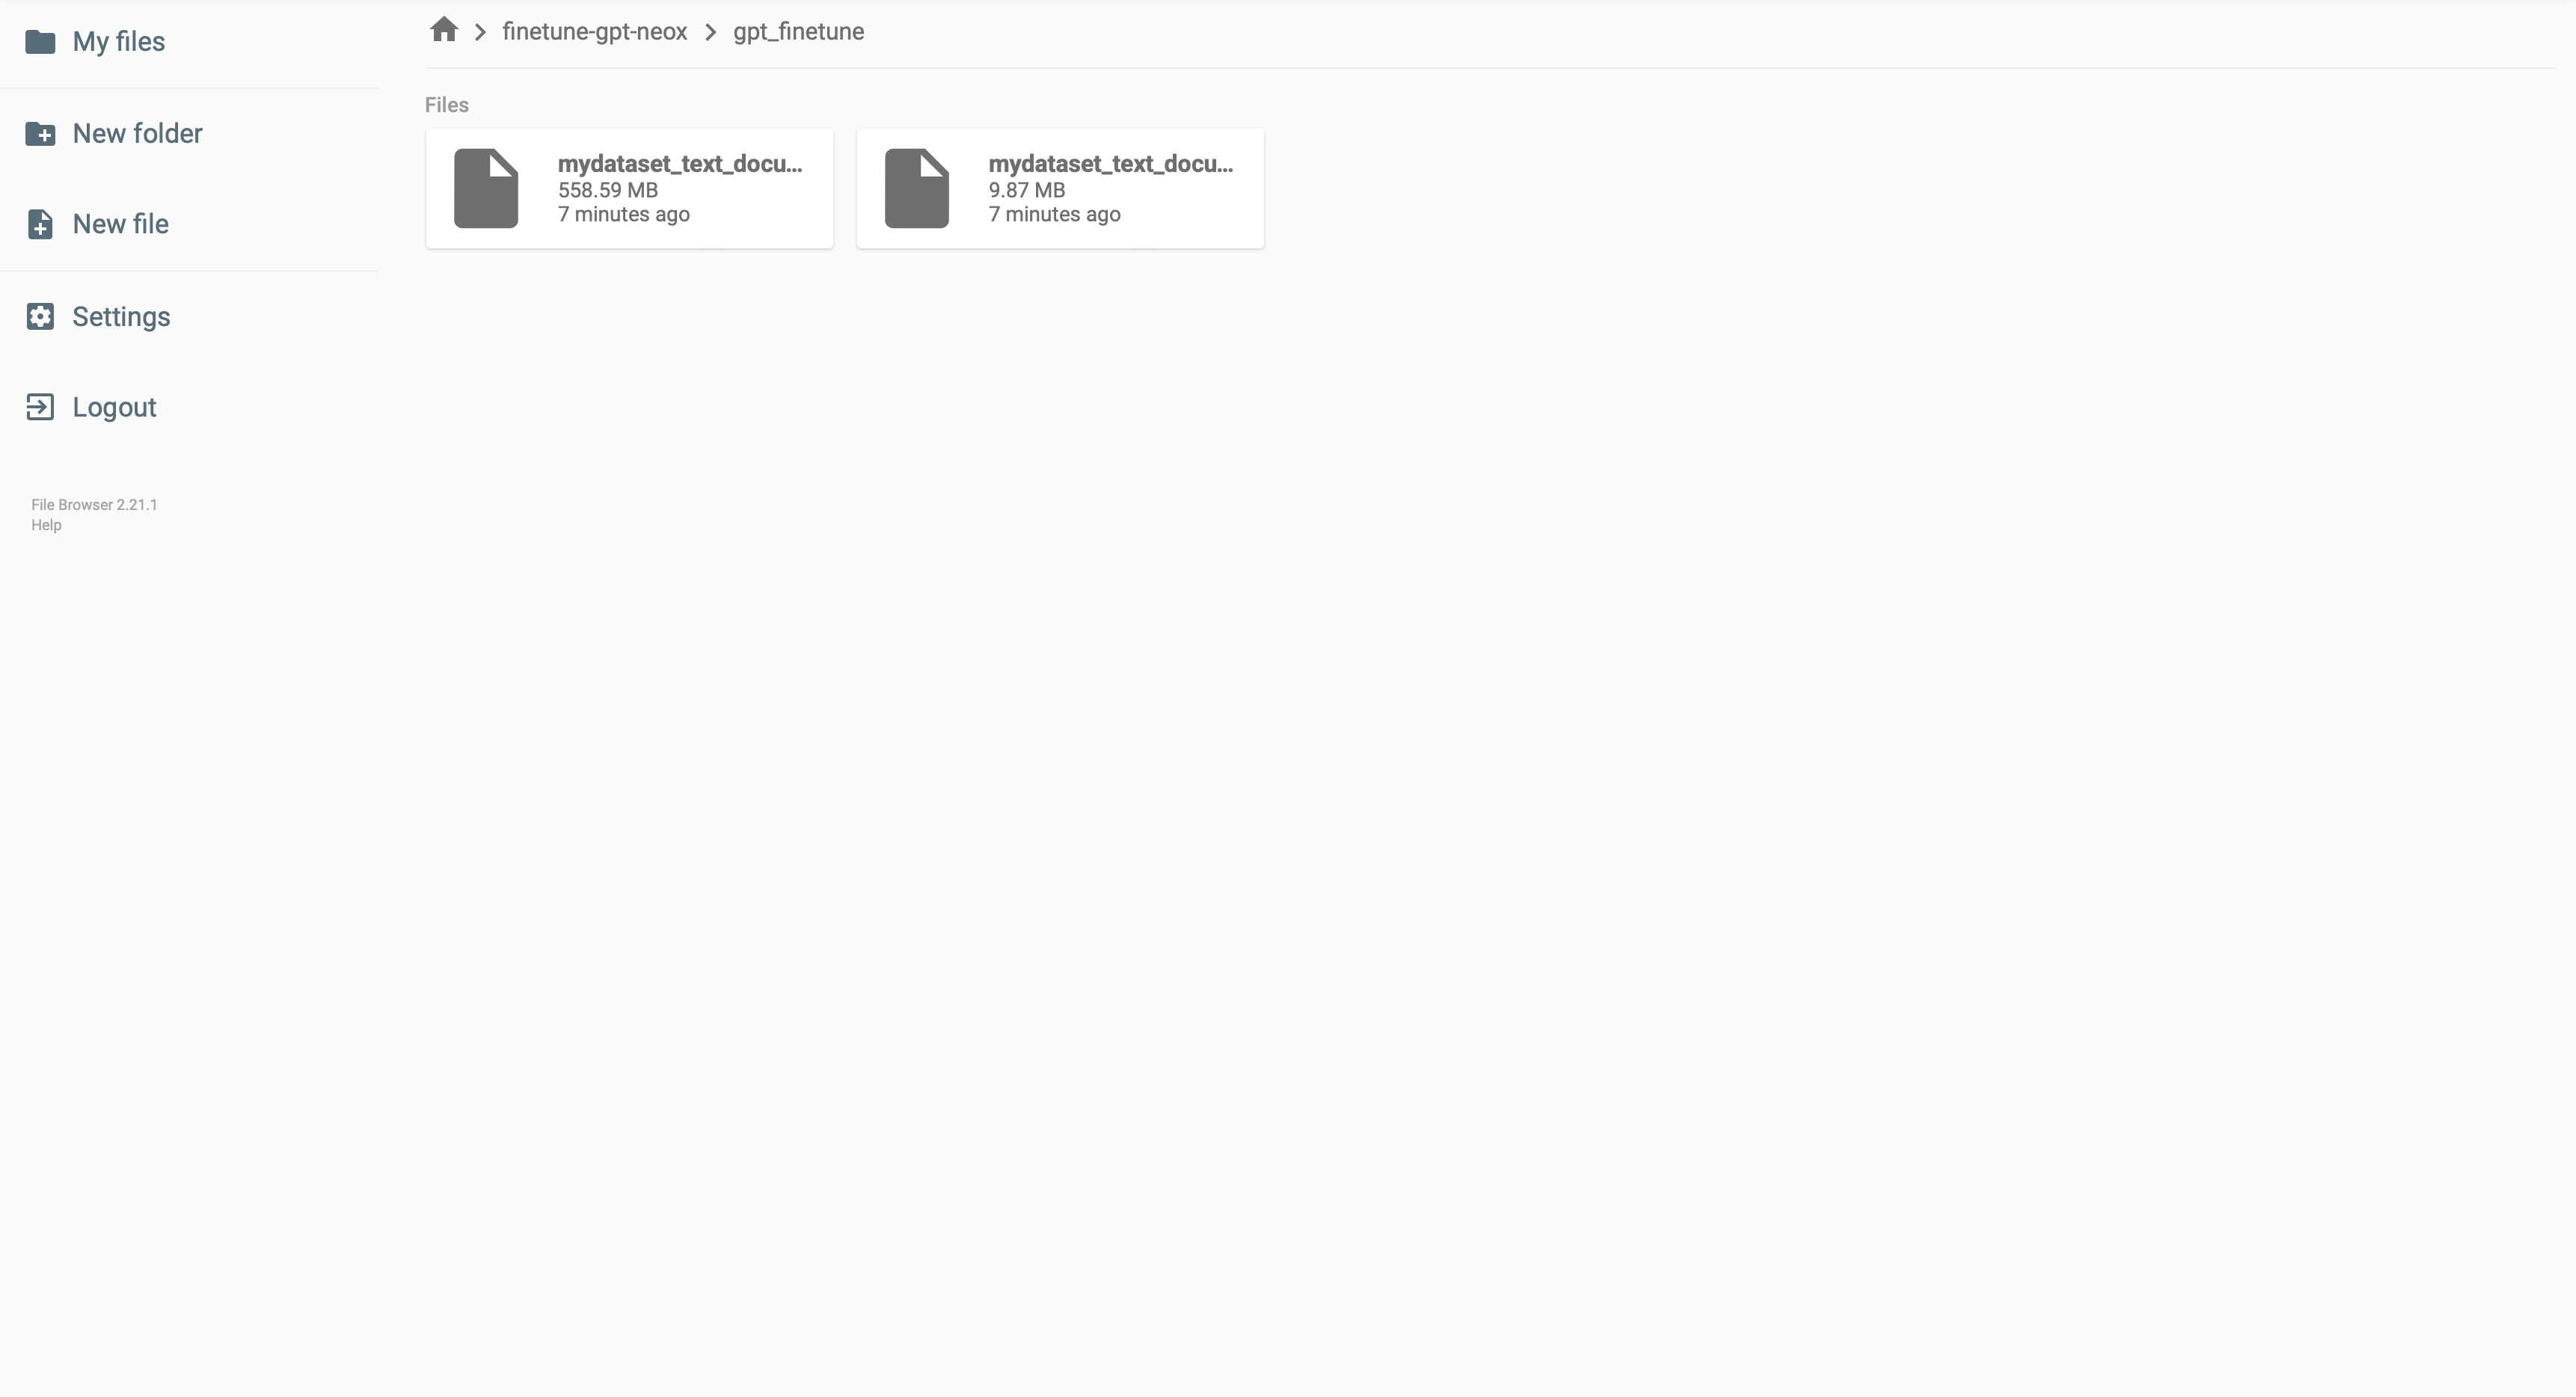 My files
New folder
New file
Settings
Logout
File Browser 2.21.1
Help
finetune-gpt-neox
gpt_finetune
Files
mydataset_text_docu...
558.59 MB
7 minutes ago
mydataset_text_docu...
9.87 MB
7 minutes ago